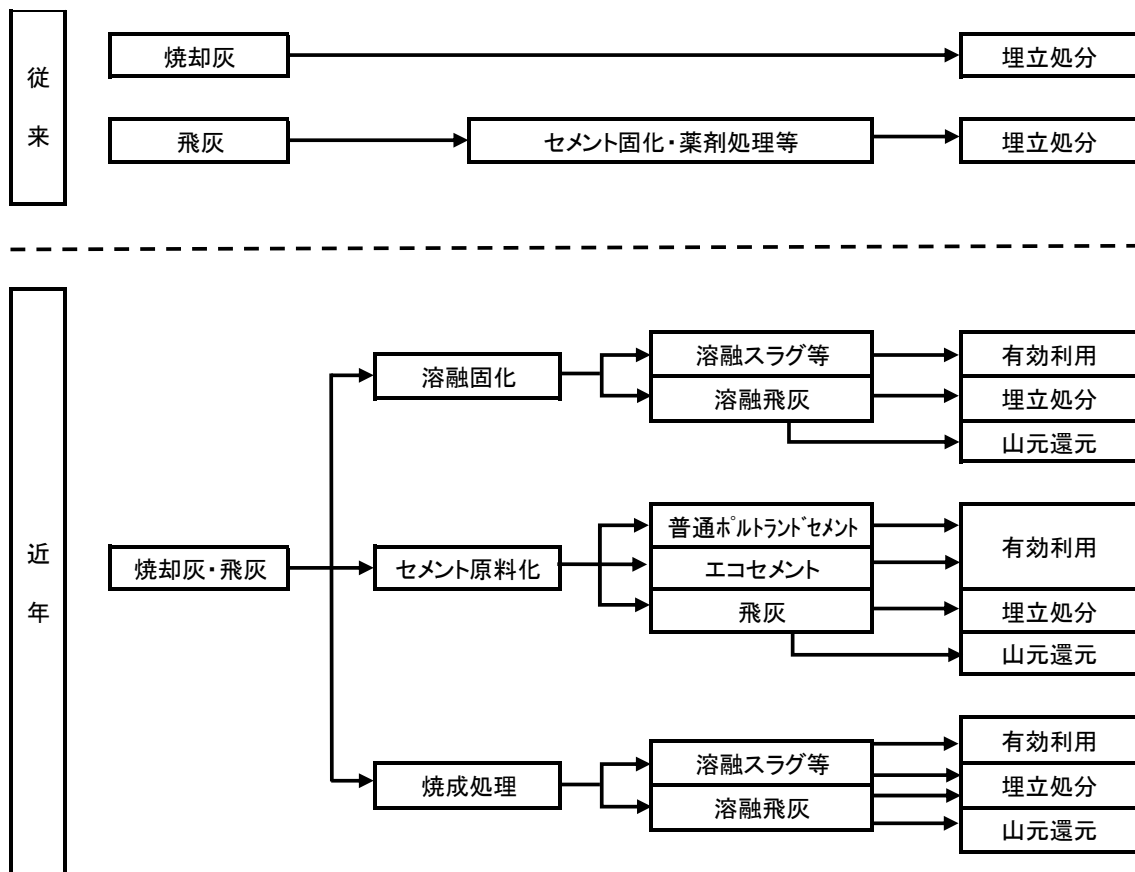 従来
焼却灰
埋立処分
飛灰
セメント固化・薬剤処理等
埋立処分
近年
焼却灰・飛灰
溶融固化
溶融スラグ等
有効利用
溶融飛灰
埋立処分
山元還元
セメント原料化
普通ﾎﾟﾙﾄﾗﾝﾄﾞｾﾒﾝﾄ
エコセメント
有効利用
飛灰
埋立処分
山元還元
焼成処理
溶融スラグ等
有効利用
溶融飛灰
埋立処分
山元還元